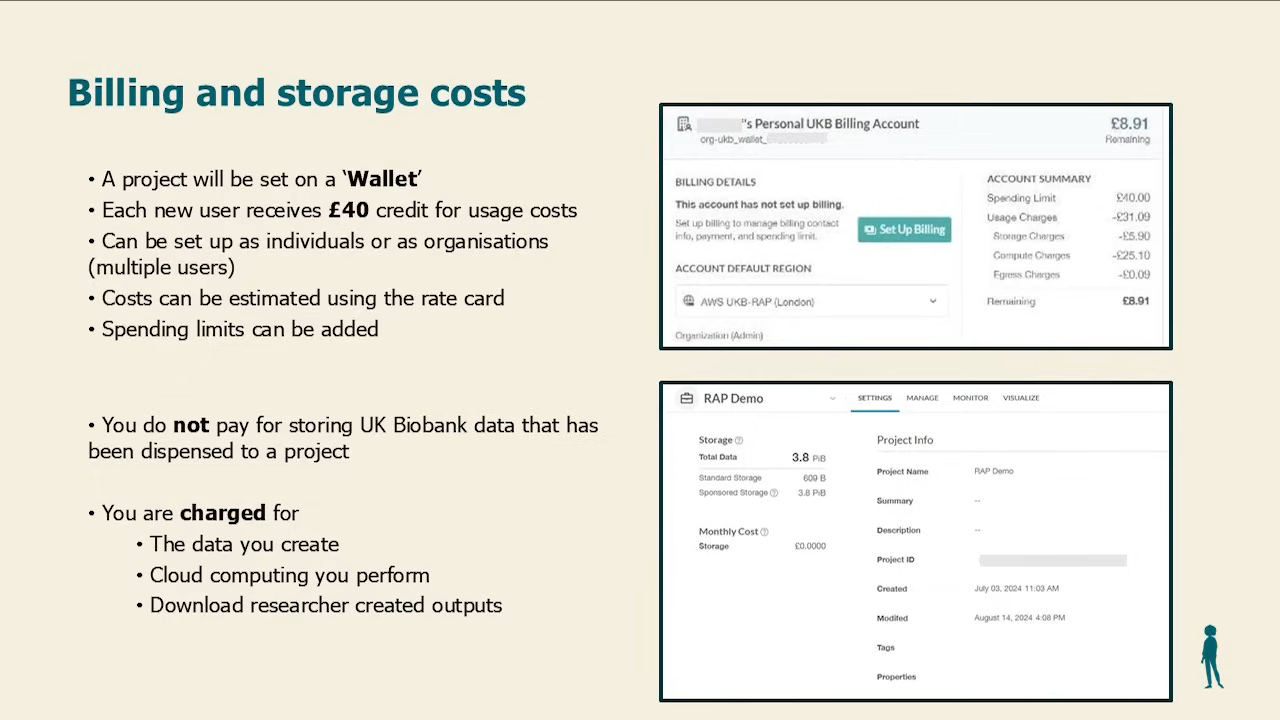 Billing and storage costs
• A project will be set on a ‘Wallet’
• Each new user receives £40 credit for usage costs
• Can be set up as individuals or as organisations
(multiple users)
• Costs can be estimated using the rate card
• Spending limits can be added
• You do not pay for storing UK Biobank data that has
been dispensed to a project
• You are charged for
• The data you create
• Cloud computing you perform
• Download researcher created outputs
's Personal UKB Billing Account
org-ukb_wallet_
£8.91
Remaining
BILLING DETAILS
This account has not set up billing.
Set up billing to manage billing contact
info, payment, and spending limit.
Set Up Billing
ACCOUNT DEFAULT REGION
AWS UKB-RAP (London)
Organization (Admin)
ACCOUNT SUMMARY
Spending Limit £40.00
Usage Charges -£31.09
Storage Charges -£5.90
Compute Charges -£25.10
Egress Charges -£0.09
Remaining £8.91
RAP Demo
SETTINGS MANAGE MONITOR VISUALIZE
Storage
Total Data 3.8 PiB
Standard Storage 609 B
Sponsored Storage 3.8 PiB
Monthly Cost
Storage £0.0000
Project Info
Project Name RAP Demo
Summary --
Description --
Project ID
Created July 03, 2024 11:03 AM
Modified August 14, 2024 4:08 PM
Tags
Properties